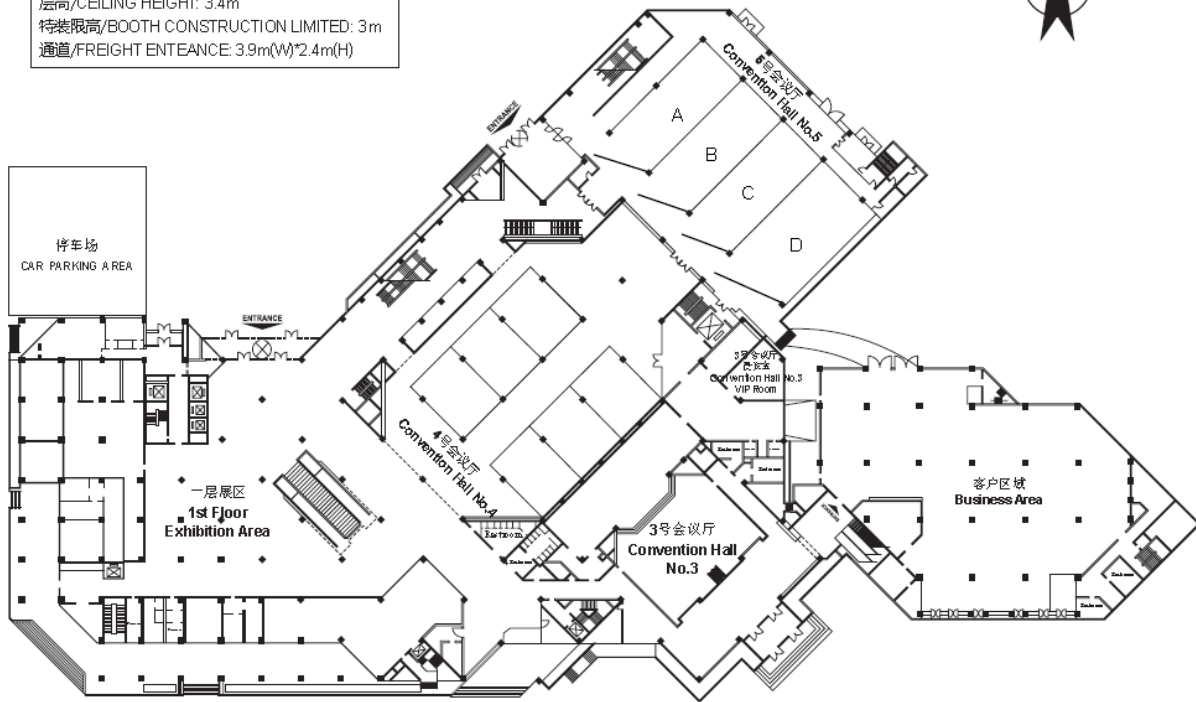 层高/CEILING HEIGHT: 3.4m
特装限高/BOOTH CONSTRUCTION LIMITED: 3m
通道/FREIGHT ENTEANCE: 3.9m(W)*2.4m(H)
5号会议厅
Convention Hall No.5
ENTRANCE
A
B
C
D
停车场
CAR PARKING AREA
ENTRANCE
3号会议厅
贵宾室
Convention Hall No.3
VIP Room
4号会议厅
Convention Hall No.4
一层展区
1st Floor
Exhibition Area
Restroom
3号会议厅
Convention Hall
No.3
客户区域
Business Area